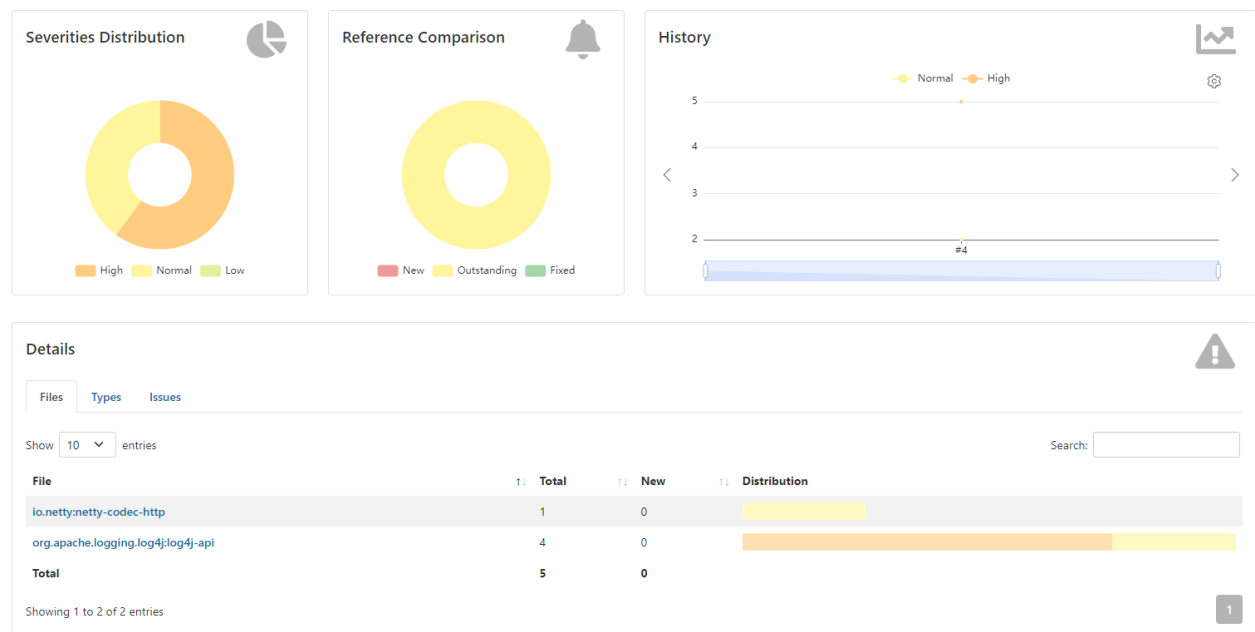 Severities Distribution
High Normal Low
Reference Comparison
New Outstanding Fixed
History
Normal High
5
4
3
2
#4
Details
Files Types Issues
Show 10 entries
Search:
File Total New Distribution
io.netty:netty-codec-http 1 0
org.apache.logging.log4j:log4j-api 4 0
Total 5 0
Showing 1 to 2 of 2 entries
1